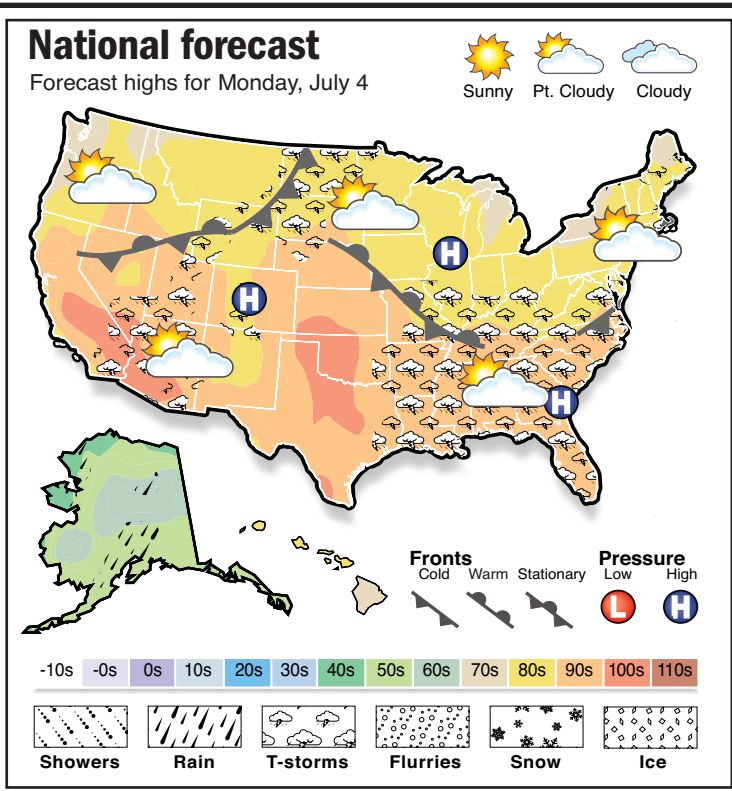 National forecast
Forecast highs for Monday, July 4
Sunny Pt. Cloudy Cloudy
H
H
H
Fronts
Cold Warm Stationary
Pressure
Low High
L H
-10s -0s 0s 10s 20s 30s 40s 50s 60s 70s 80s 90s 100s 110s
Showers Rain T-storms Flurries Snow Ice